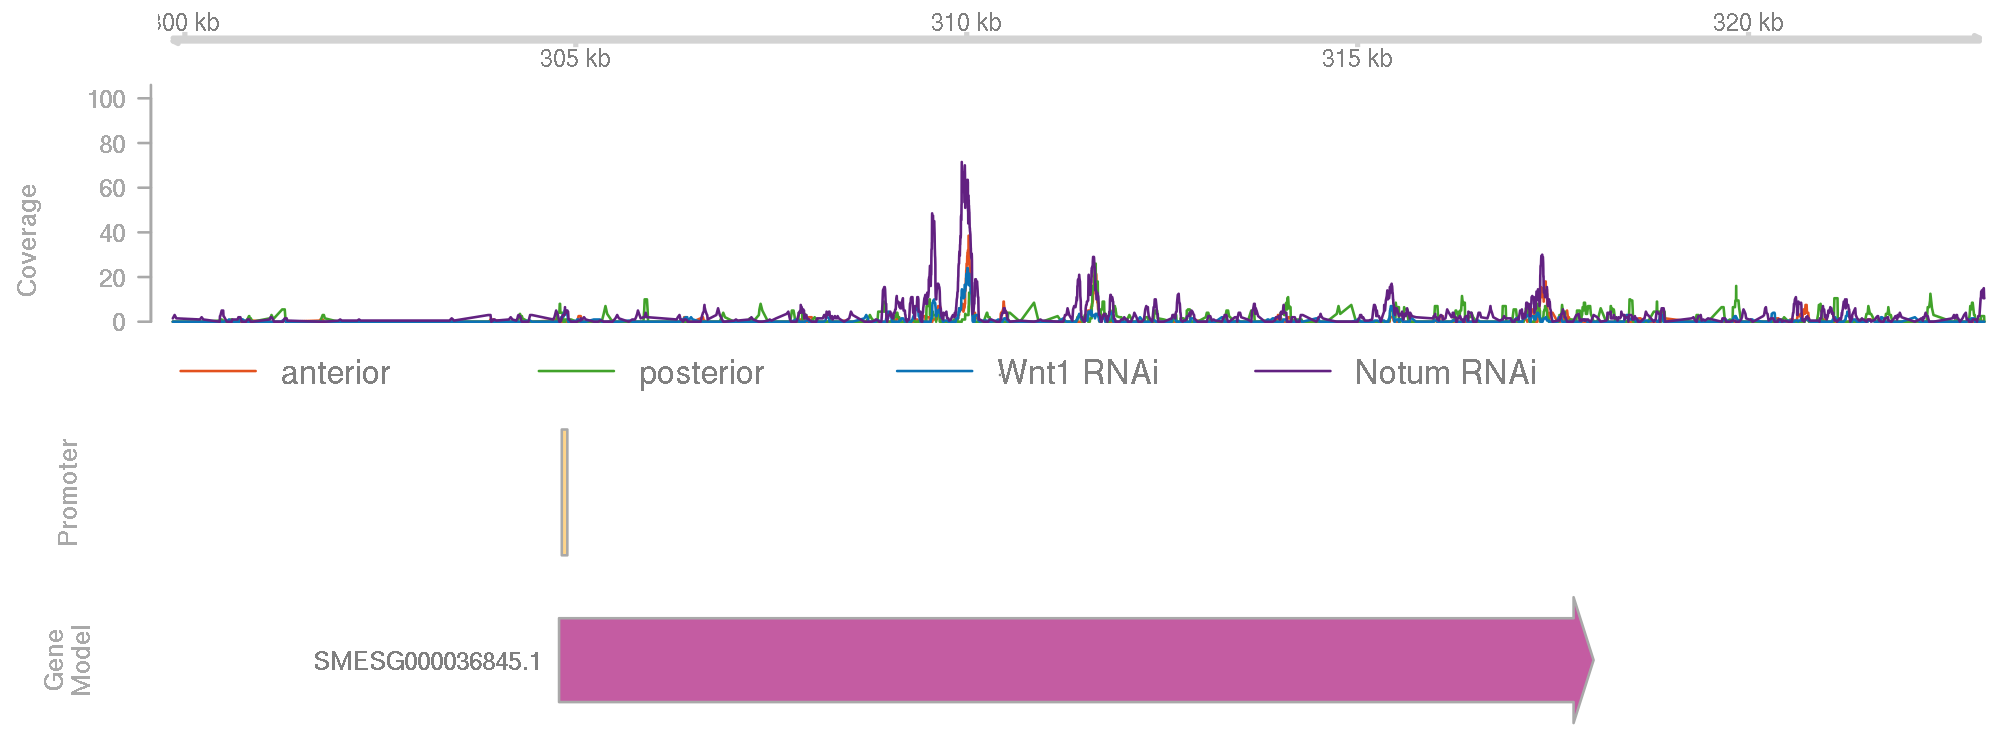 300 kb 310 kb 320 kb
305 kb 315 kb
100
80
60
40
20
0
Coverage
anterior posterior Wnt1 RNAi Notum RNAi
Promoter
Gene
Model
SMESG000036845.1